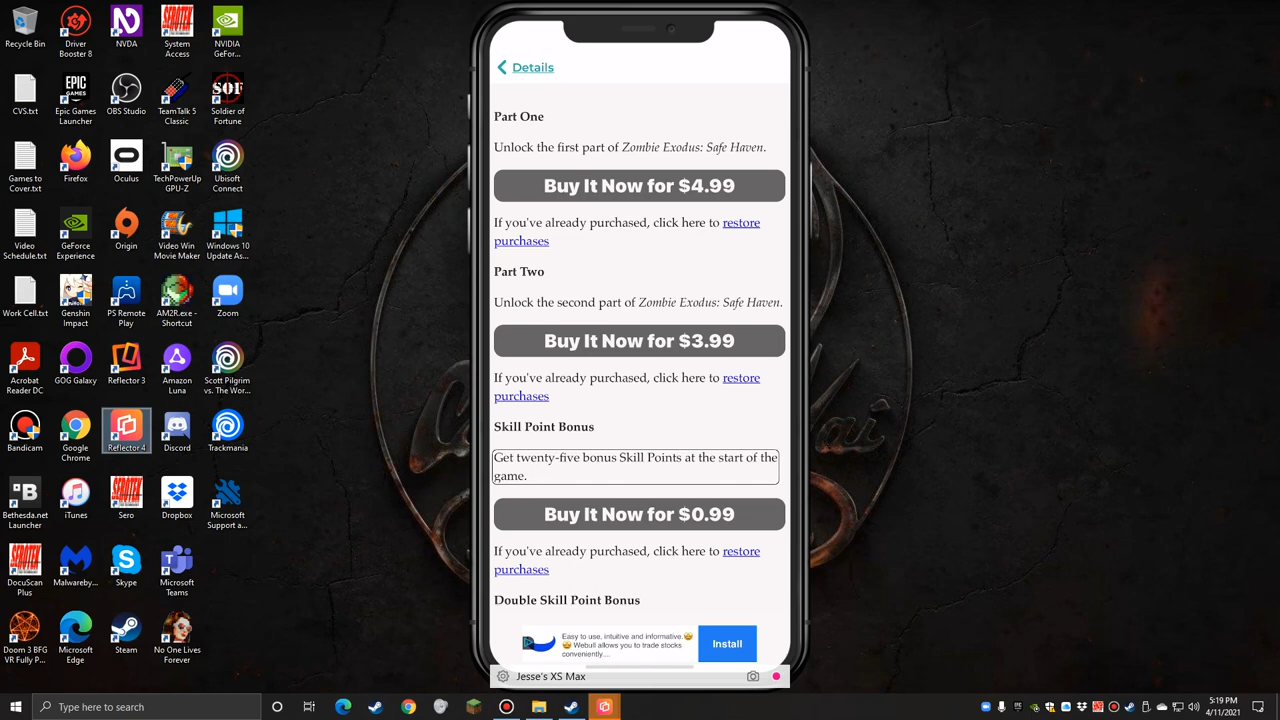 Recycle Bin
Driver
Booster 8
NVDA
System
Access
NVIDIA
GeFor...
CVS.txt
Epic Games
Launcher
OBS Studio
TeamTalk 5
Classic
Soldier of
Fortune
Games to
Cover.txt
Firefox
Oculus
TechPowerUp
GPU-Z
Ubisoft
Connect
Video
Schedule.txt
GeForce
Experience
Origin
Video Win
Movie Maker
Windows 10
Update As...
Work Cell.txt
Genshin
Impact
PS Remote
Play
AM2R.exe -
Shortcut
Zoom
Acrobat
Reader DC
GOG Galaxy
Reflector 3
Amazon
Luna
Scott Pilgrim
vs. The Wor...
Bandicam
Google
Chrome
Reflector 4
Discord
Trackmania
Bethesda.net
Launcher
iTunes
Sero
Dropbox
Microsoft
Support a...
DocuScan
Plus
Malwareby...
Skype
Microsoft
Teams
Doom 3 BFG
VR Fully P...
Microsoft
Edge
Steam
No One Lives
Forever
Details
Part One
Unlock the first part of Zombie Exodus: Safe Haven.
Buy It Now for $4.99
If you've already purchased, click here to restore
purchases
Part Two
Unlock the second part of Zombie Exodus: Safe Haven.
Buy It Now for $3.99
If you've already purchased, click here to restore
purchases
Skill Point Bonus
Get twenty-five bonus Skill Points at the start of the
game.
Buy It Now for $0.99
If you've already purchased, click here to restore
purchases
Double Skill Point Bonus
Easy to use, intuitive and informative.🤩
🤩 Webull allows you to trade stocks
conveniently....
Install
Jesse's XS Max
Type here to search
5:19 PM
4/11/2021